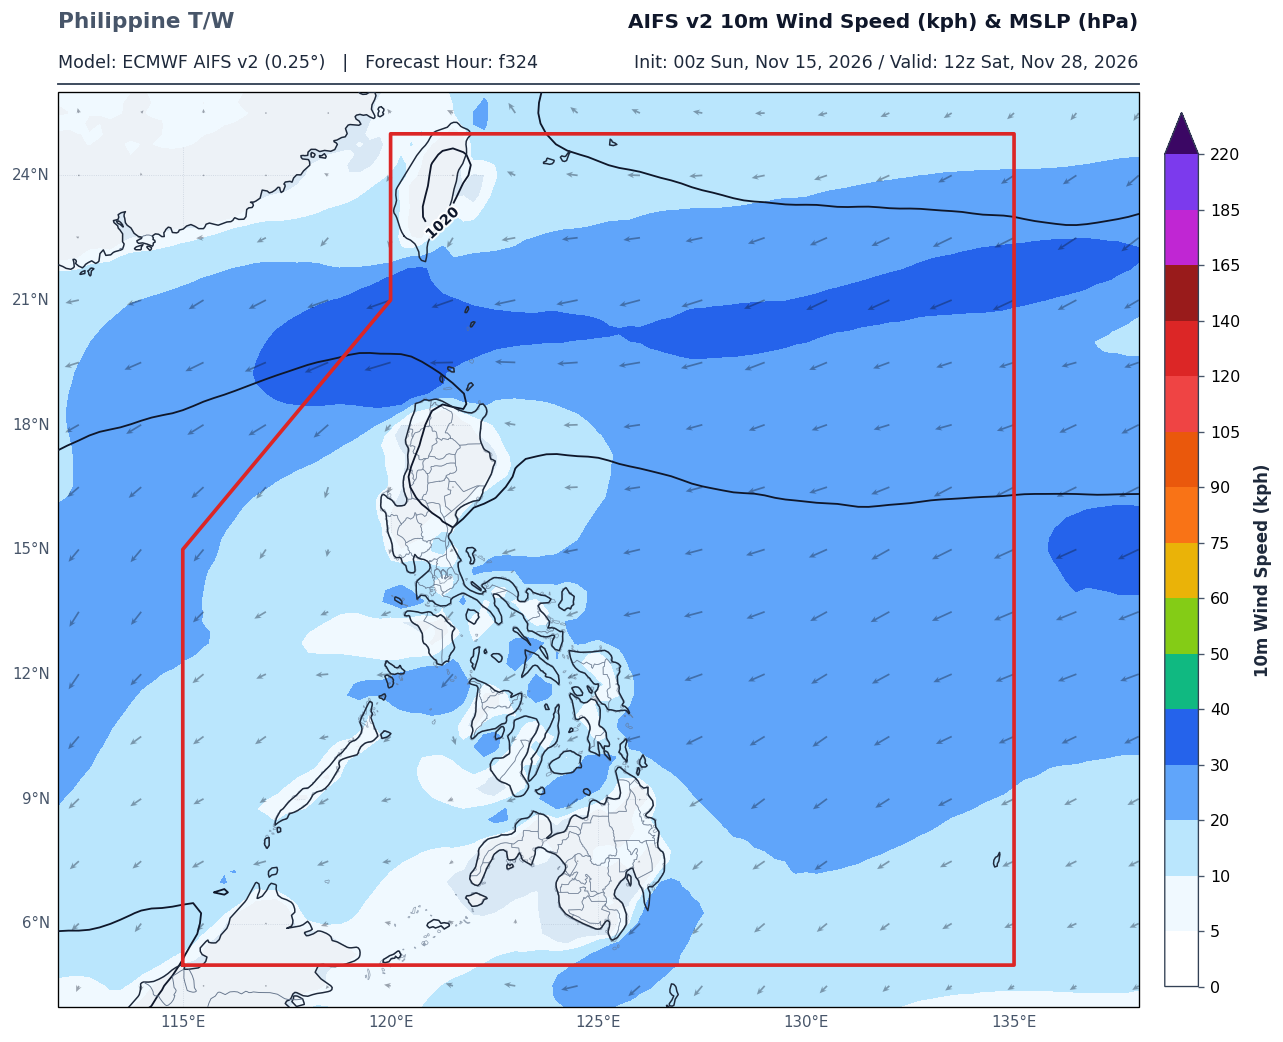 Philippine T/W
AIFS v2 10m Wind Speed (kph) & MSLP (hPa)
Model: ECMWF AIFS v2 (0.25°)   |   Forecast Hour: f324
Init: 00z Sun, Nov 15, 2026 / Valid: 12z Sat, Nov 28, 2026
24°N
21°N
18°N
15°N
12°N
9°N
6°N
115°E
120°E
125°E
130°E
135°E
1020
220
185
165
140
120
105
90
75
60
50
40
30
20
10
5
0
10m Wind Speed (kph)